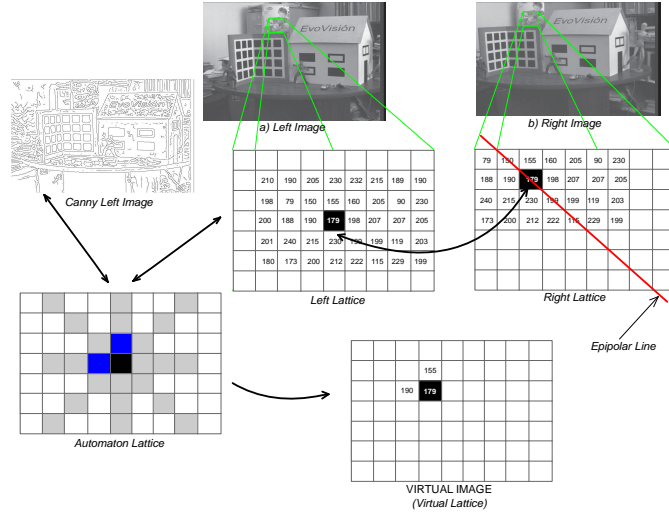 EvoVisión
EvoVisión
a) Left Image
b) Right Image
EvoVisión
Canny Left Image
210 190 205 230 232 215 189 190
198 79 150 155 160 205 90 230
200 188 190 179 198 207 207 205
201 240 215 230 199 199 119 203
180 173 200 212 222 115 229 199
Left Lattice
79 150 155 160 205 90 230
188 190 179 198 207 207 205
240 215 230 199 199 119 203
173 200 212 222 115 229 199
Right Lattice
Epipolar Line
Automaton Lattice
155
190 179
VIRTUAL IMAGE
(Virtual Lattice)